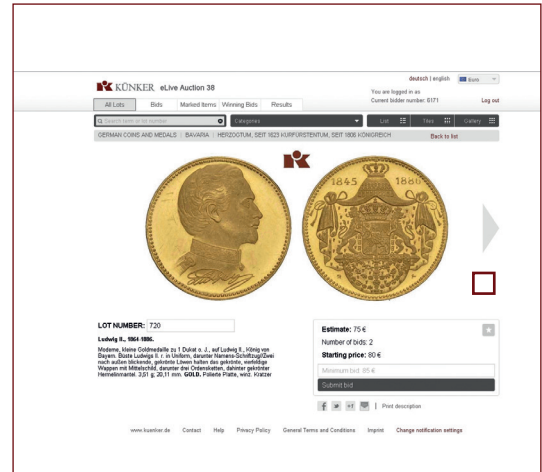 deutsch | english
Euro
KÜNKER eLive Auction 38
You are logged in as
Current bidder number: 6171
Log out
All Lots
Bids
Marked Items
Winning Bids
Results
Search term or lot number
Categories
List
Tiles
Gallery
GERMAN COINS AND MEDALS | BAVARIA | HERZOGTUM, SEIT 1623 KURFÜRSTENTUM, SEIT 1806 KÖNIGREICH
Back to list
1845 1886
LOT NUMBER: 720
Ludwig II., 1864-1886.
Moderne, kleine Goldmedaille zu 1 Dukat o. J., auf Ludwig II., König von
Bayern. Büste Ludwigs II. r. in Uniform, darunter Namens-Schriftzug//Zwei
nach außen blickende, gekrönte Löwen halten das gekrönte, vierfeldige
Wappen mit Mittelschild, darunter drei Ordensketten, dahinter gekrönter
Hermelinmantel. 3,51 g; 20,11 mm. GOLD. Polierte Platte, winz. Kratzer
Estimate: 75 €
Number of bids: 2
Starting price: 80 €
Minimum bid: 85 €
Submit bid
Print description
www.kuenker.de
Contact
Help
Privacy Policy
General Terms and Conditions
Imprint
Change notification settings